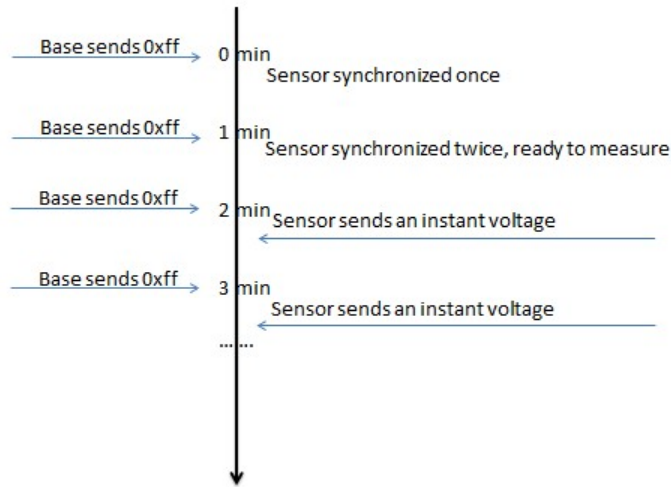 Base sends 0xff
0 min
Sensor synchronized once
Base sends 0xff
1 min
Sensor synchronized twice, ready to measure
Base sends 0xff
2 min
Sensor sends an instant voltage
Base sends 0xff
3 min
Sensor sends an instant voltage
……